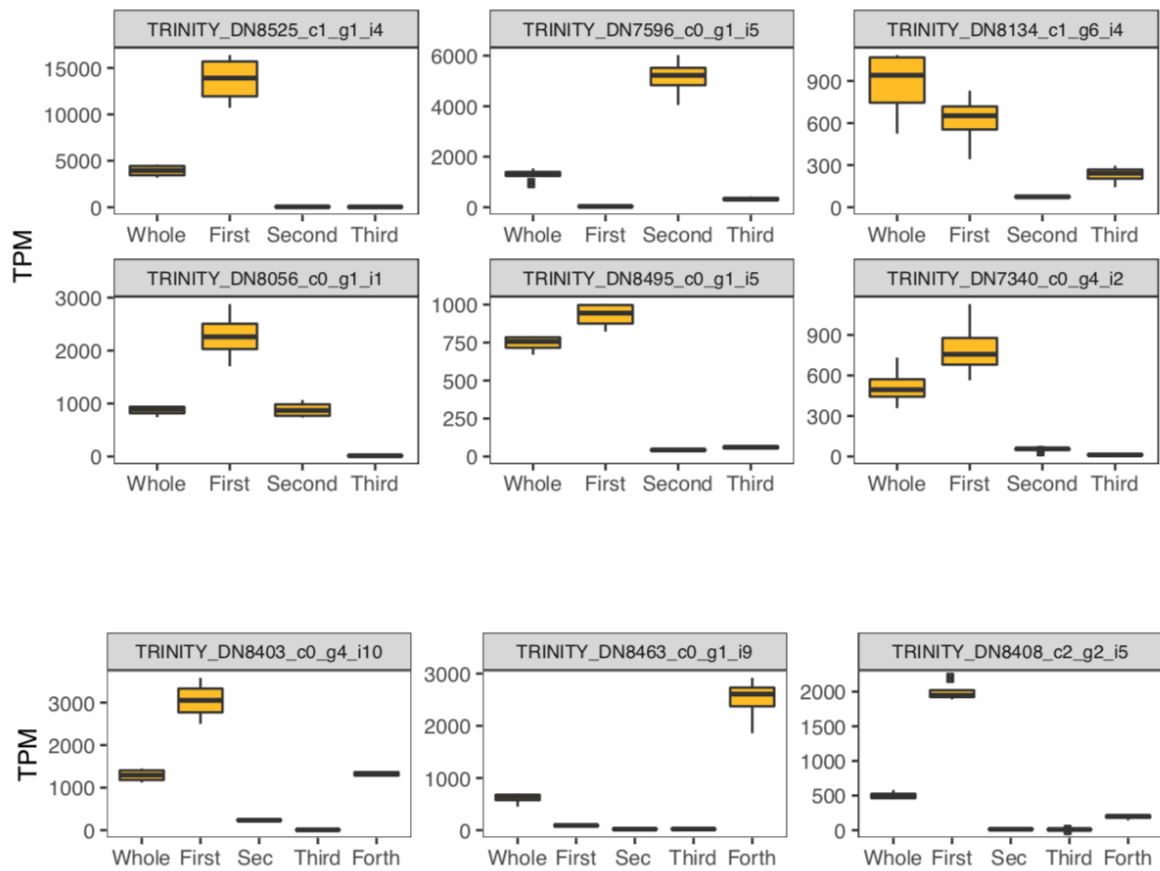 TPM
TRINITY_DN8525_c1_g1_i4
15000
10000
5000
0
Whole First Second Third
TRINITY_DN7596_c0_g1_i5
6000
4000
2000
0
Whole First Second Third
TRINITY_DN8134_c1_g6_i4
900
600
300
0
Whole First Second Third
TRINITY_DN8056_c0_g1_i1
3000
2000
1000
0
Whole First Second Third
TRINITY_DN8495_c0_g1_i5
1000
750
500
250
0
Whole First Second Third
TRINITY_DN7340_c0_g4_i2
900
600
300
0
Whole First Second Third
TPM
TRINITY_DN8403_c0_g4_i10
3000
2000
1000
0
Whole First Sec Third Forth
TRINITY_DN8463_c0_g1_i9
3000
2000
1000
0
Whole First Sec Third Forth
TRINITY_DN8408_c2_g2_i5
2000
1500
1000
500
0
Whole First Sec Third Forth